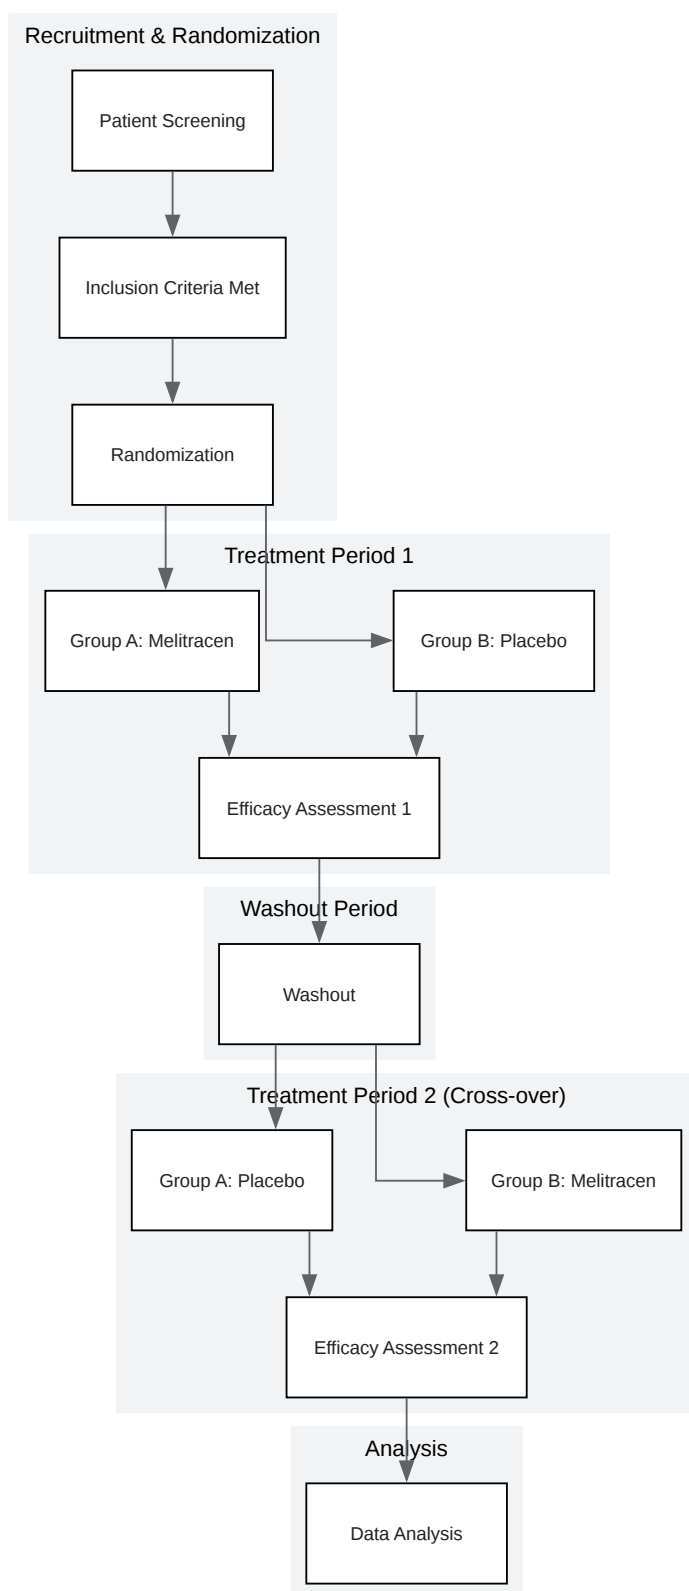 Recruitment & Randomization
Patient Screening
Inclusion Criteria Met
Randomization
Treatment Period 1
Group A: Melitracen
Group B: Placebo
Efficacy Assessment 1
Washout Period
Washout
Treatment Period 2 (Cross-over)
Group A: Placebo
Group B: Melitracen
Efficacy Assessment 2
Analysis
Data Analysis